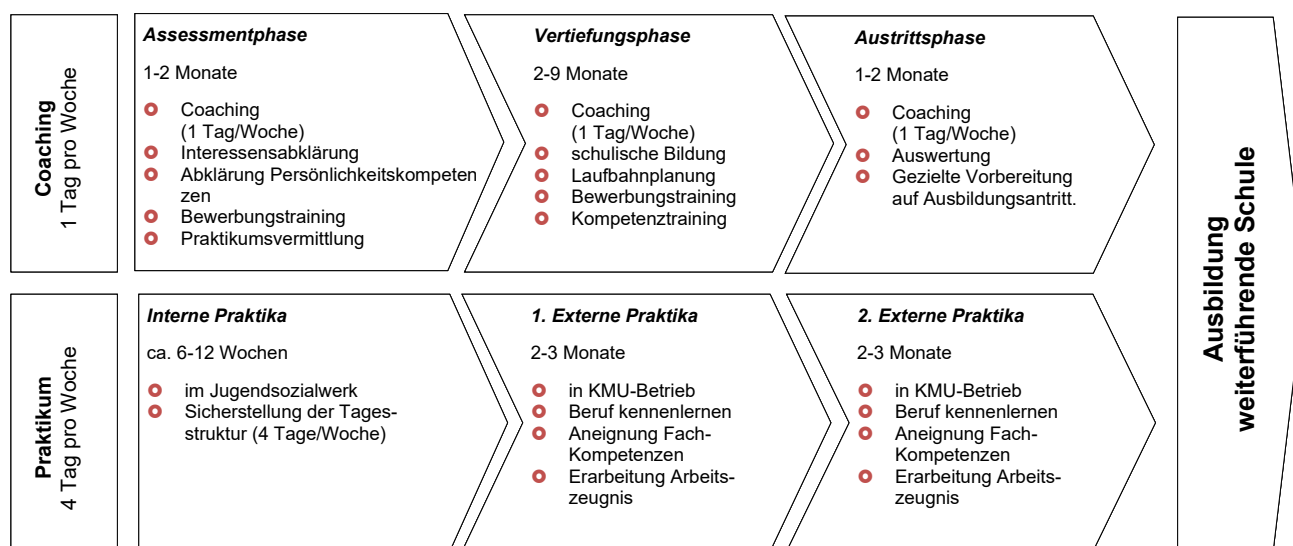 Coaching
1 Tag pro Woche
Assessmentphase
1-2 Monate
Coaching
(1 Tag/Woche)
Interessensabklärung
Abklärung Persönlichkeitskompeten
zen
Bewerbungstraining
Praktikumsvermittlung
Vertiefungsphase
2-9 Monate
Coaching
(1 Tag/Woche)
schulische Bildung
Laufbahnplanung
Bewerbungstraining
Kompetenztraining
Austrittsphase
1-2 Monate
Coaching
(1 Tag/Woche)
Auswertung
Gezielte Vorbereitung
auf Ausbildungsantritt.
Praktikum
4 Tag pro Woche
Interne Praktika
ca. 6-12 Wochen
im Jugendsozialwerk
Sicherstellung der Tages-
struktur (4 Tage/Woche)
1. Externe Praktika
2-3 Monate
in KMU-Betrieb
Beruf kennenlernen
Aneignung Fach-
Kompetenzen
Erarbeitung Arbeits-
zeugnis
2. Externe Praktika
2-3 Monate
in KMU-Betrieb
Beruf kennenlernen
Aneignung Fach-
Kompetenzen
Erarbeitung Arbeits-
zeugnis
Ausbildung
weiterführende Schule